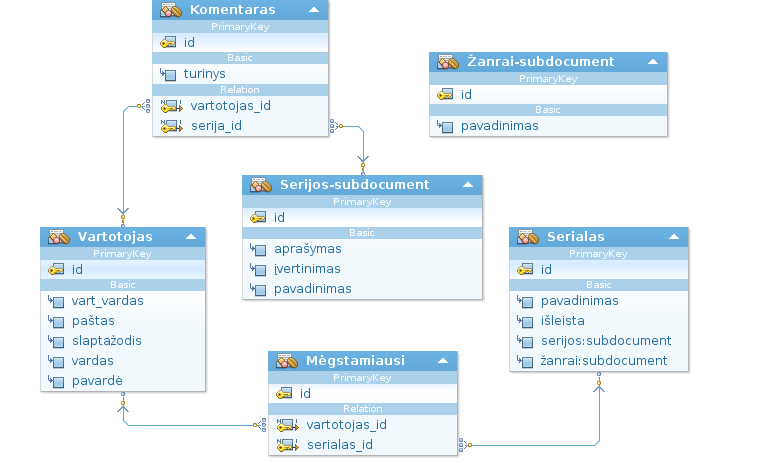 Komentaras
PrimaryKey
id
Basic
turinys
Relation
vartotojas_id
serija_id
Žanrai-subdocument
PrimaryKey
id
Basic
pavadinimas
Serijos-subdocument
PrimaryKey
id
Basic
aprašymas
įvertinimas
pavadinimas
Vartotojas
PrimaryKey
id
Basic
vart_vardas
paštas
slaptažodis
vardas
pavardė
Serialas
PrimaryKey
id
Basic
pavadinimas
išleista
serijos:subdocument
žanrai:subdocument
Mėgstamiausi
PrimaryKey
id
Relation
vartotojas_id
serialas_id